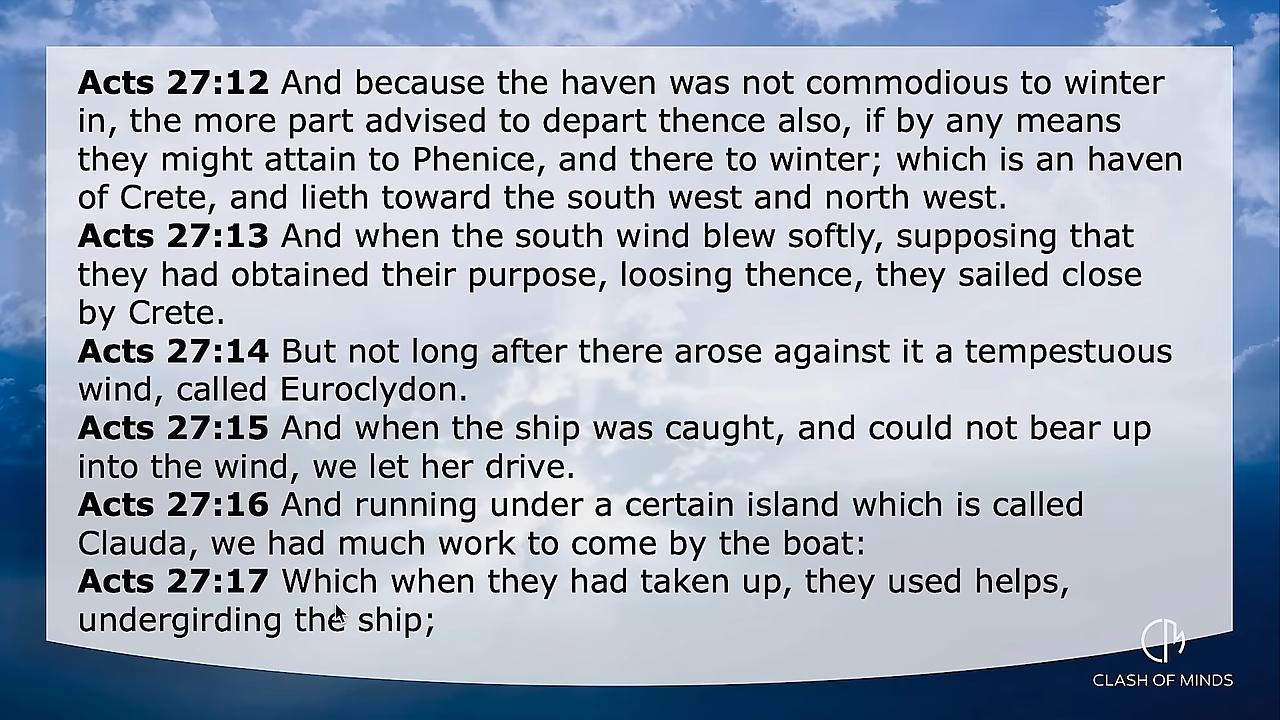 Acts 27:12 And because the haven was not commodious to winter
in, the more part advised to depart thence also, if by any means
they might attain to Phenice, and there to winter; which is an haven
of Crete, and lieth toward the south west and north west.
Acts 27:13 And when the south wind blew softly, supposing that
they had obtained their purpose, loosing thence, they sailed close
by Crete.
Acts 27:14 But not long after there arose against it a tempestuous
wind, called Euroclydon.
Acts 27:15 And when the ship was caught, and could not bear up
into the wind, we let her drive.
Acts 27:16 And running under a certain island which is called
Clauda, we had much work to come by the boat:
Acts 27:17 Which when they had taken up, they used helps,
undergirding the ship;
CLASH OF MINDS